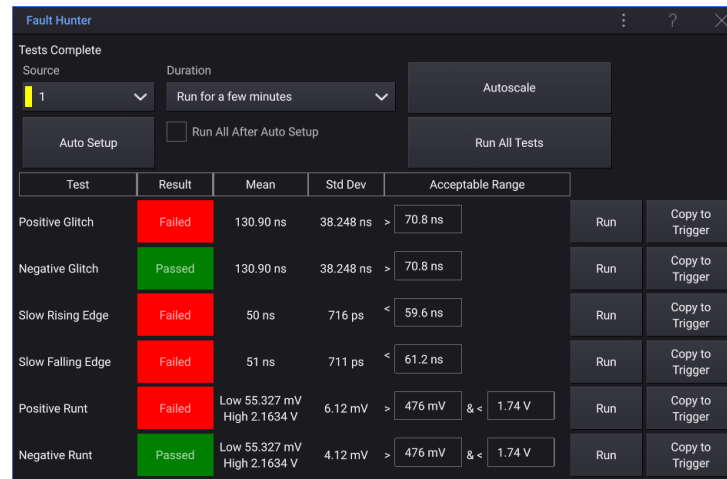 Fault Hunter
Tests Complete
Source Duration
1 Run for a few minutes Autoscale
Auto Setup Run All After Auto Setup Run All Tests
Test Result Mean Std Dev Acceptable Range
Positive Glitch Failed 130.90 ns 38.248 ns > 70.8 ns Run Copy to
Trigger
Negative Glitch Passed 130.90 ns 38.248 ns > 70.8 ns Run Copy to
Trigger
Slow Rising Edge Failed 50 ns 716 ps < 59.6 ns Run Copy to
Trigger
Slow Falling Edge Failed 51 ns 711 ps < 61.2 ns Run Copy to
Trigger
Positive Runt Failed Low 55.327 mV
High 2.1634 V 6.12 mV > 476 mV & < 1.74 V Run Copy to
Trigger
Negative Runt Passed Low 55.327 mV
High 2.1634 V 4.12 mV > 476 mV & < 1.74 V Run Copy to
Trigger